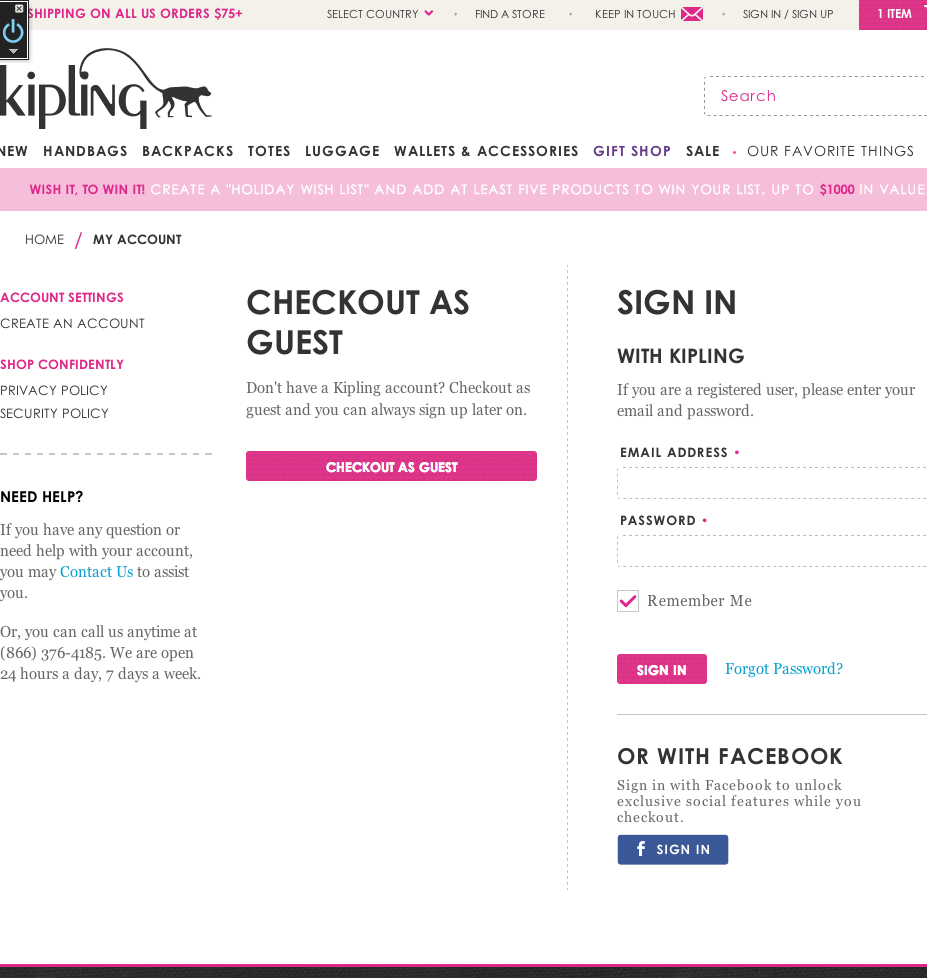 SHIPPING ON ALL US ORDERS $75+
SELECT COUNTRY • FIND A STORE • KEEP IN TOUCH • SIGN IN / SIGN UP
1 ITEM
kipling
Search
NEW HANDBAGS BACKPACKS TOTES LUGGAGE WALLETS & ACCESSORIES GIFT SHOP SALE • OUR FAVORITE THINGS
WISH IT, TO WIN IT! CREATE A "HOLIDAY WISH LIST" AND ADD AT LEAST FIVE PRODUCTS TO WIN YOUR LIST, UP TO $1000 IN VALUE
HOME / MY ACCOUNT
ACCOUNT SETTINGS
CREATE AN ACCOUNT
SHOP CONFIDENTLY
PRIVACY POLICY
SECURITY POLICY
NEED HELP?
If you have any question or
need help with your account,
you may Contact Us to assist
you.
Or, you can call us anytime at
(866) 376-4185. We are open
24 hours a day, 7 days a week.
CHECKOUT AS
GUEST
Don't have a Kipling account? Checkout as
guest and you can always sign up later on.
CHECKOUT AS GUEST
SIGN IN
WITH KIPLING
If you are a registered user, please enter your
email and password.
EMAIL ADDRESS •
PASSWORD •
Remember Me
SIGN IN
Forgot Password?
OR WITH FACEBOOK
Sign in with Facebook to unlock
exclusive social features while you
checkout.
f SIGN IN